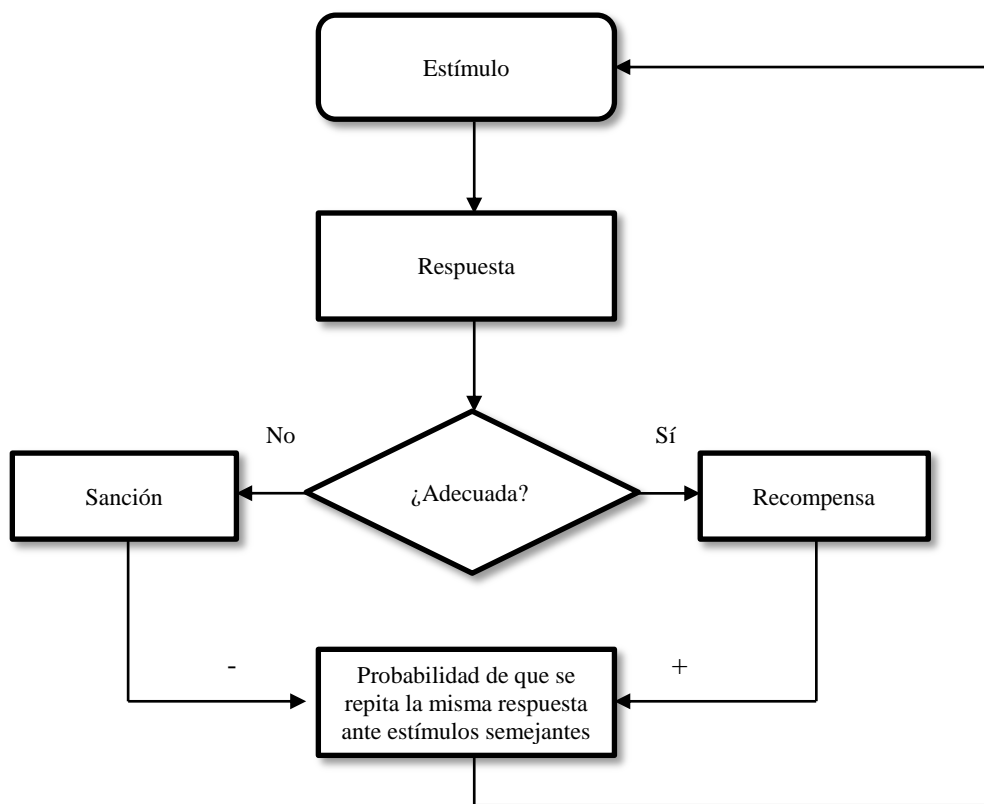 Estímulo
Respuesta
No
Sí
Sanción
¿Adecuada?
Recompensa
-
+
Probabilidad de que se
repita la misma respuesta
ante estímulos semejantes